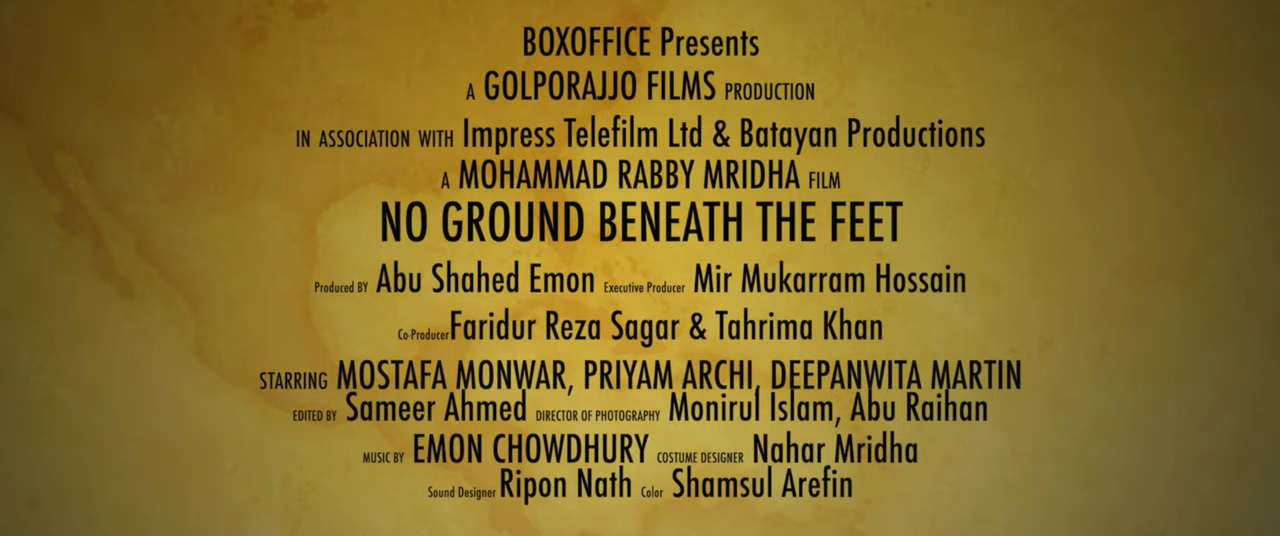 BOXOFFICE Presents
A GOLPORAJJO FILMS PRODUCTION
IN ASSOCIATION WITH Impress Telefilm Ltd & Batayan Productions
A MOHAMMAD RABBY MRIDHA FILM
NO GROUND BENEATH THE FEET
Produced BY Abu Shahed Emon Executive Producer Mir Mukarram Hossain
Co-Producer Faridur Reza Sagar & Tahrima Khan
STARRING MOSTAFA MONWAR, PRIYAM ARCHI, DEEPANWITA MARTIN
EDITED BY Sameer Ahmed DIRECTOR OF PHOTOGRAPHY Monirul Islam, Abu Raihan
MUSIC BY EMON CHOWDHURY COSTUME DESIGNER Nahar Mridha
Sound Designer Ripon Nath Color Shamsul Arefin